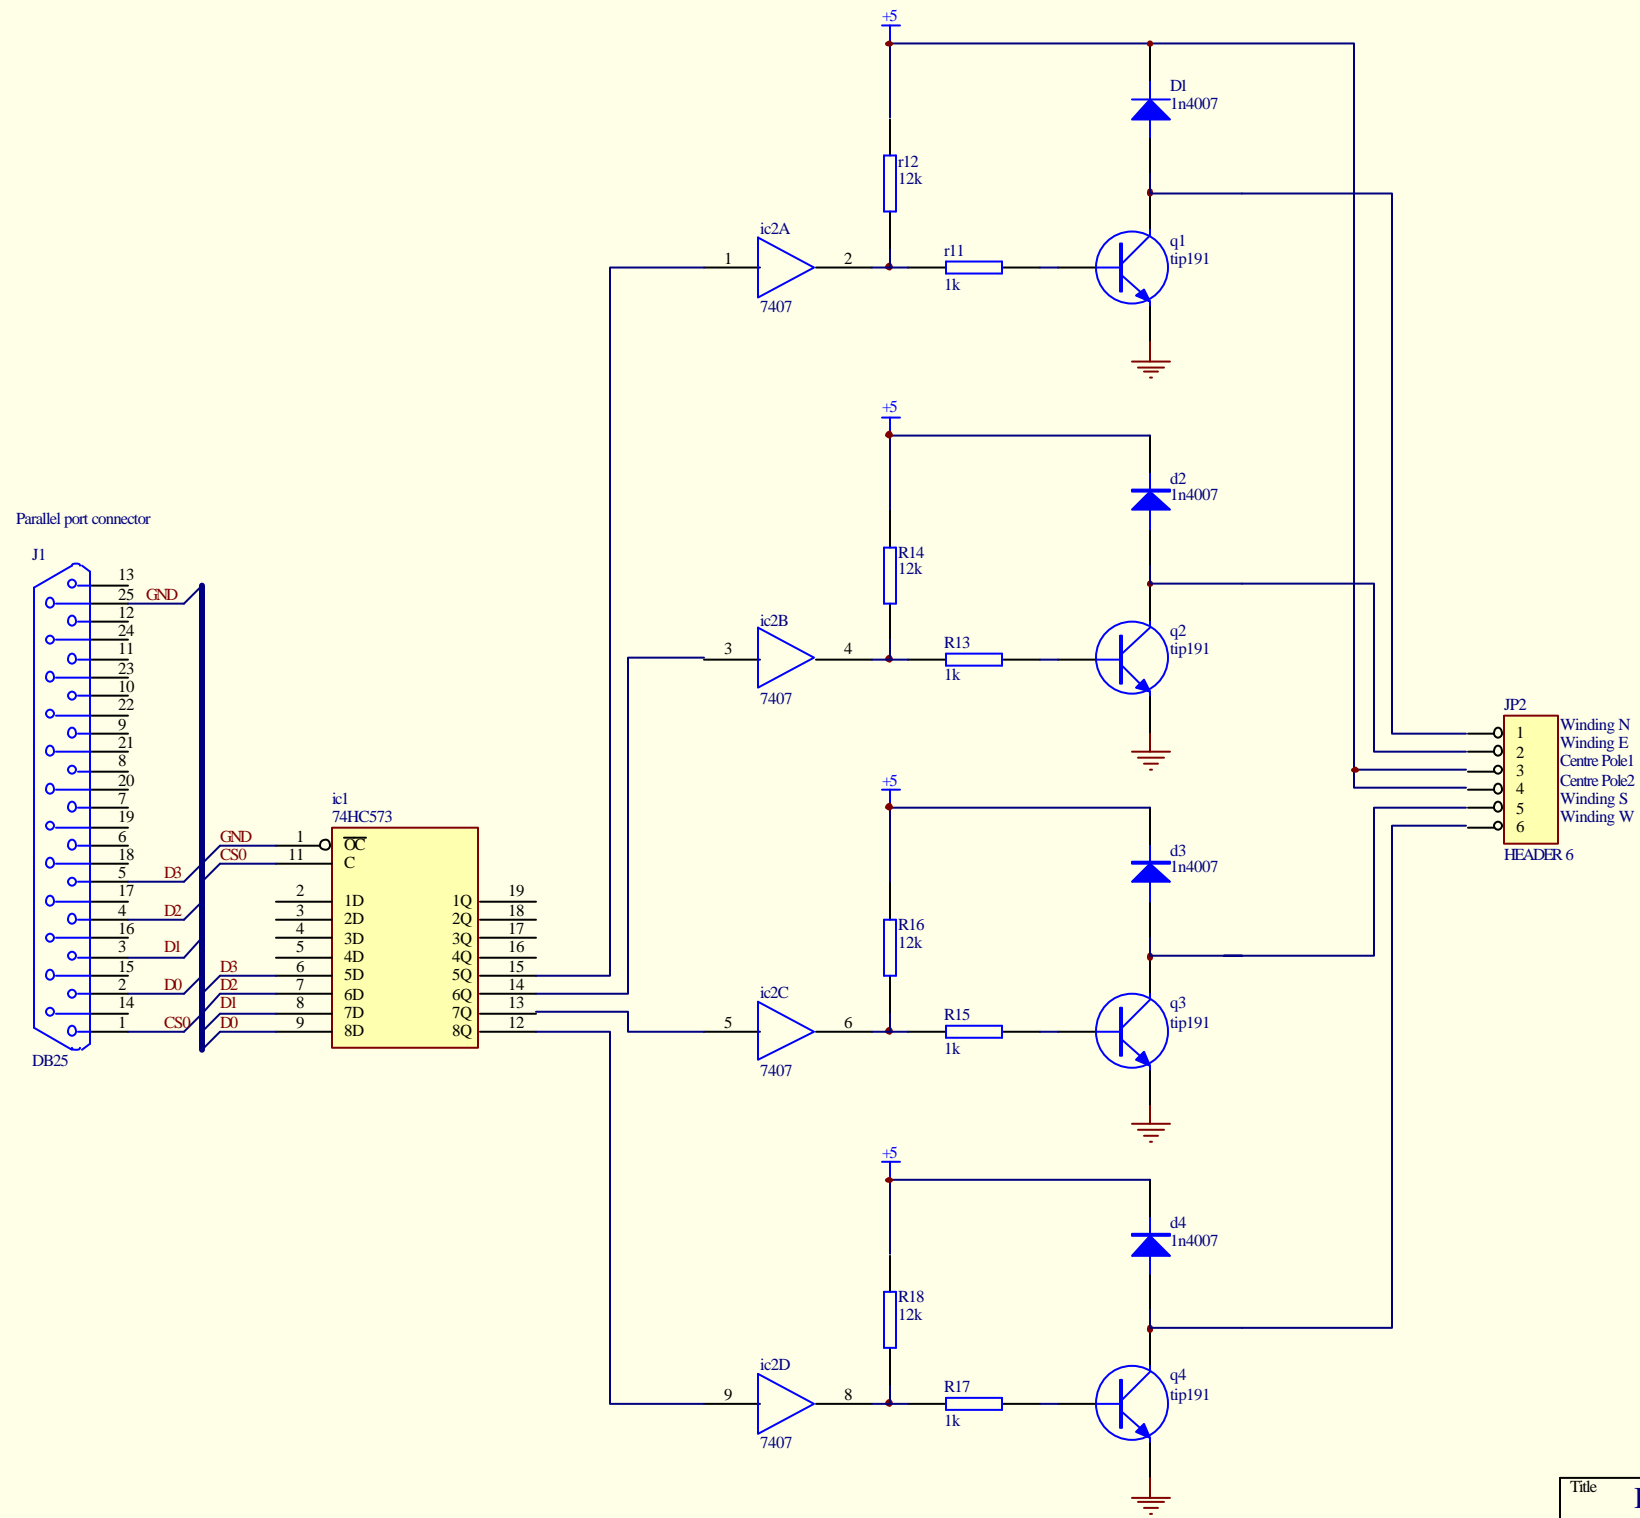 +5
D1
1n4007
r12
12k
ic2A
1
2
7407
r11
1k
q1
tip191
+5
d2
1n4007
R14
12k
ic2B
3
4
7407
R13
1k
q2
tip191
Parallel port connector
J1
13
25 GND
12
24
11
23
10
22
9
21
8
20
7
19
6
18
5 D3
17
4 D2
16
3 D1
15
2 D0
14
1 CS0
DB25
ic1
74HC573
GND 1 OC
CS0 11 C
2 1D 1Q 19
3 2D 2Q 18
4 3D 3Q 17
5 4D 4Q 16
D3 6 5D 5Q 15
D2 7 6D 6Q 14
D1 8 7D 7Q 13
D0 9 8D 8Q 12
+5
d3
1n4007
R16
12k
ic2C
5
6
7407
R15
1k
q3
tip191
JP2
1 Winding N
2 Winding E
3 Centre Pole1
4 Centre Pole2
5 Winding S
6 Winding W
HEADER 6
+5
d4
1n4007
R18
12k
ic2D
9
8
7407
R17
1k
q4
tip191
Title